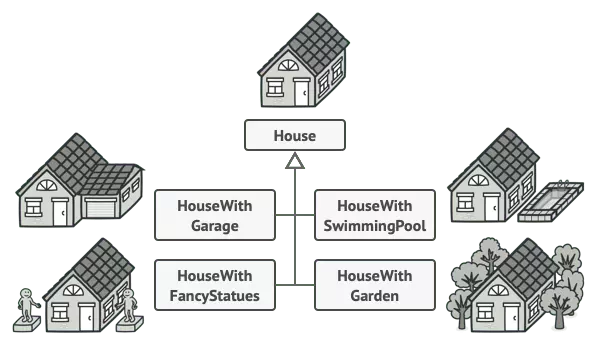 House
HouseWith
Garage
HouseWith
SwimmingPool
HouseWith
FancyStatues
HouseWith
Garden